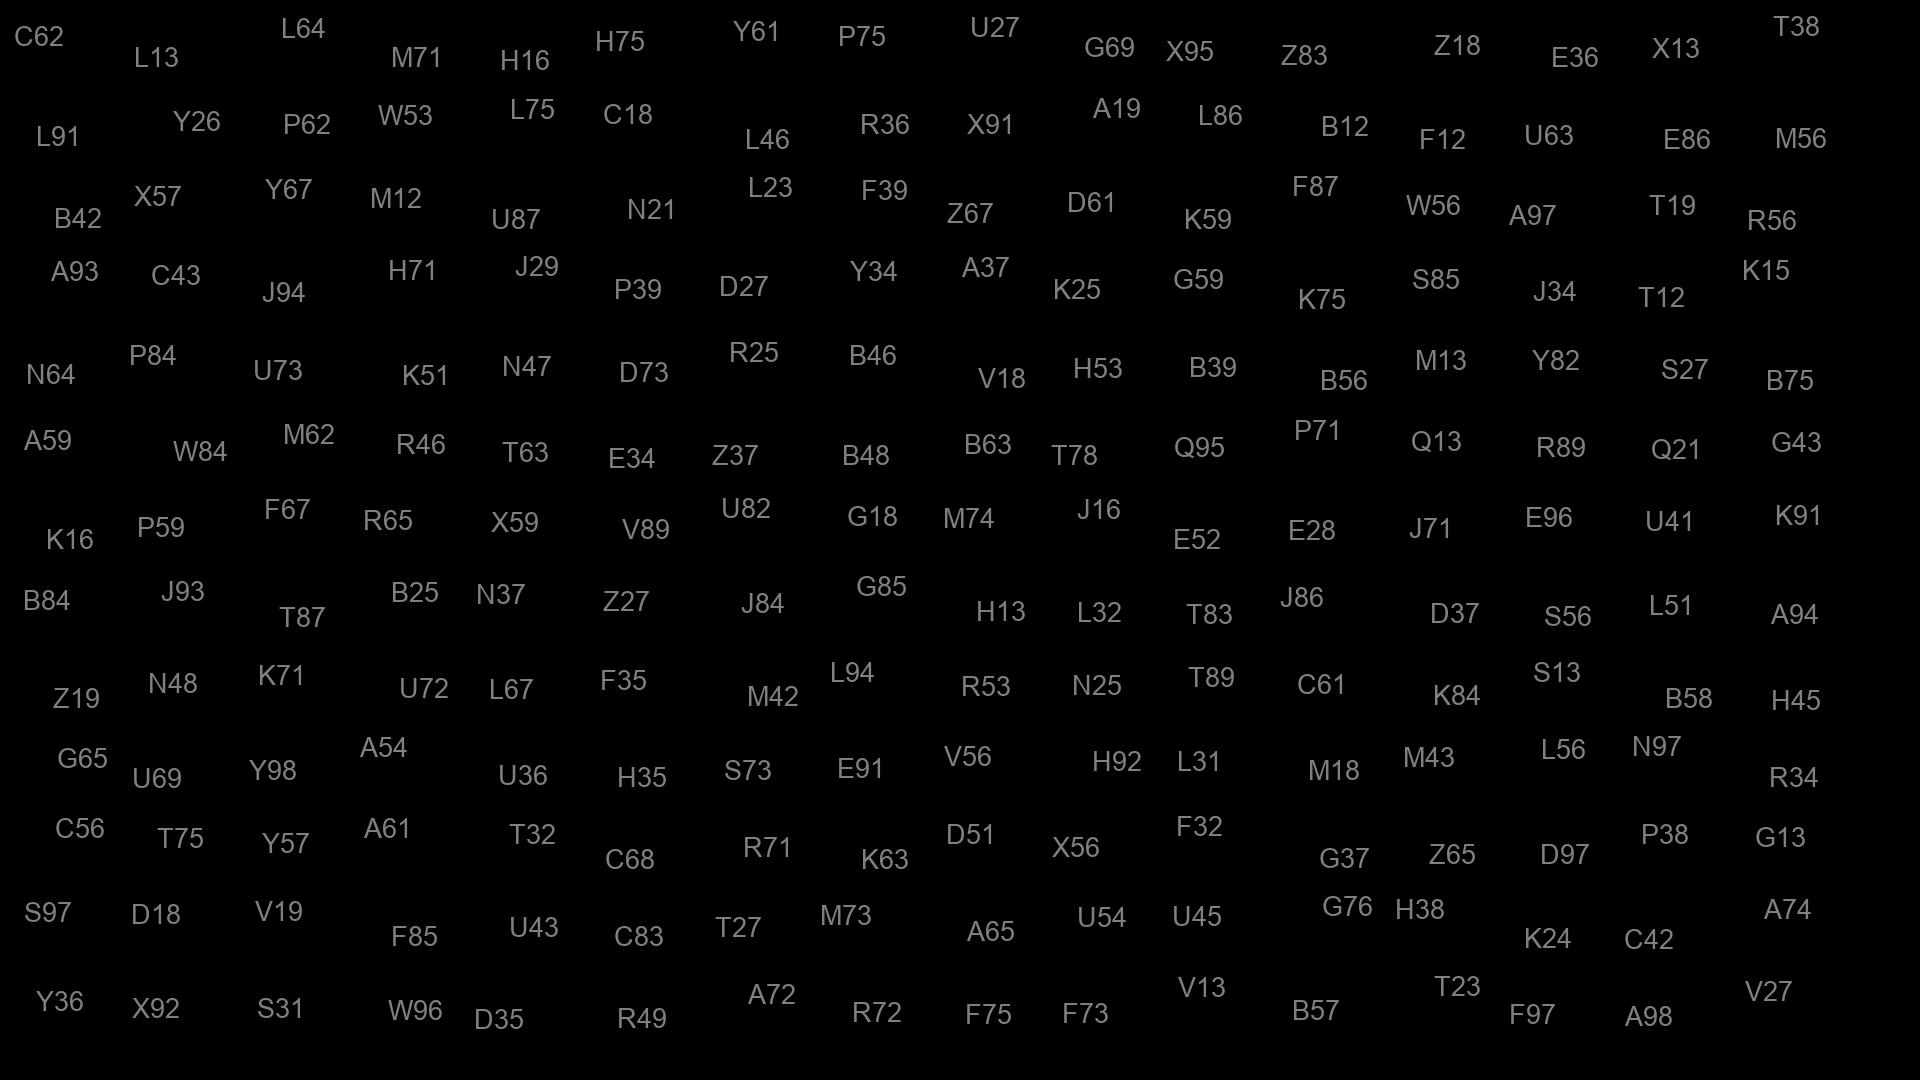 C62 L13 L64 M71 H16 H75 Y61 P75 U27 G69 X95 Z83 Z18 E36 X13 T38
L91 Y26 P62 W53 L75 C18 L46 R36 X91 A19 L86 B12 F12 U63 E86 M56
B42 X57 Y67 M12 U87 N21 L23 F39 Z67 D61 K59 F87 W56 A97 T19 R56
A93 C43 J94 H71 J29 P39 D27 Y34 A37 K25 G59 K75 S85 J34 T12 K15
N64 P84 U73 K51 N47 D73 R25 B46 V18 H53 B39 B56 M13 Y82 S27 B75
A59 W84 M62 R46 T63 E34 Z37 B48 B63 T78 Q95 P71 Q13 R89 Q21 G43
K16 P59 F67 R65 X59 V89 U82 G18 M74 J16 E52 E28 J71 E96 U41 K91
B84 J93 T87 B25 N37 Z27 J84 G85 H13 L32 T83 J86 D37 S56 L51 A94
Z19 N48 K71 U72 L67 F35 M42 L94 R53 N25 T89 C61 K84 S13 B58 H45
G65 U69 Y98 A54 U36 H35 S73 E91 V56 H92 L31 M18 M43 L56 N97 R34
C56 T75 Y57 A61 T32 C68 R71 K63 D51 X56 F32 G37 Z65 D97 P38 G13
S97 D18 V19 F85 U43 C83 T27 M73 A65 U54 U45 G76 H38 K24 C42 A74
Y36 X92 S31 W96 D35 R49 A72 R72 F75 F73 V13 B57 T23 F97 A98 V27